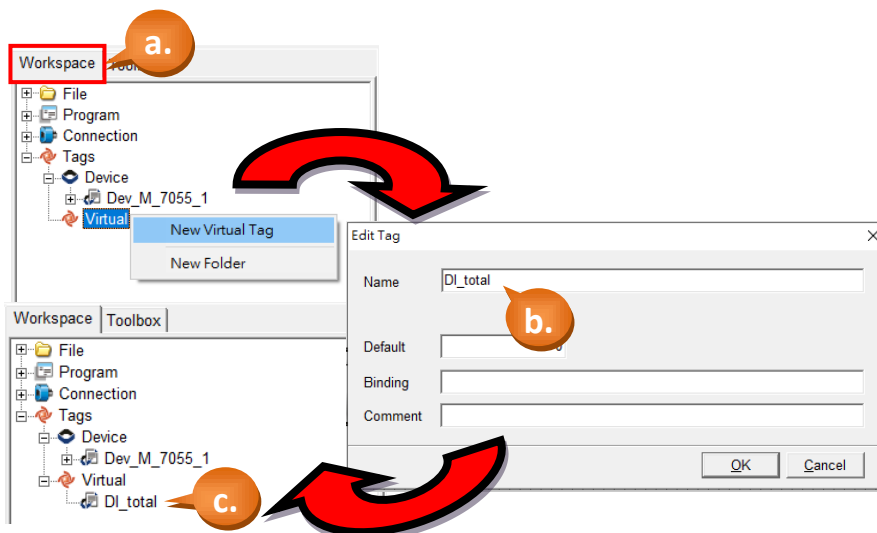 a.
Workspace
File
Program
Connection
Tags
Device
Dev_M_7055_1
Virtual
New Virtual Tag
New Folder
Edit Tag
Name
DI_total
b.
Default
0
Binding
Comment
OK
Cancel
Workspace
Toolbox
File
Program
Connection
Tags
Device
Dev_M_7055_1
Virtual
DI_total
c.